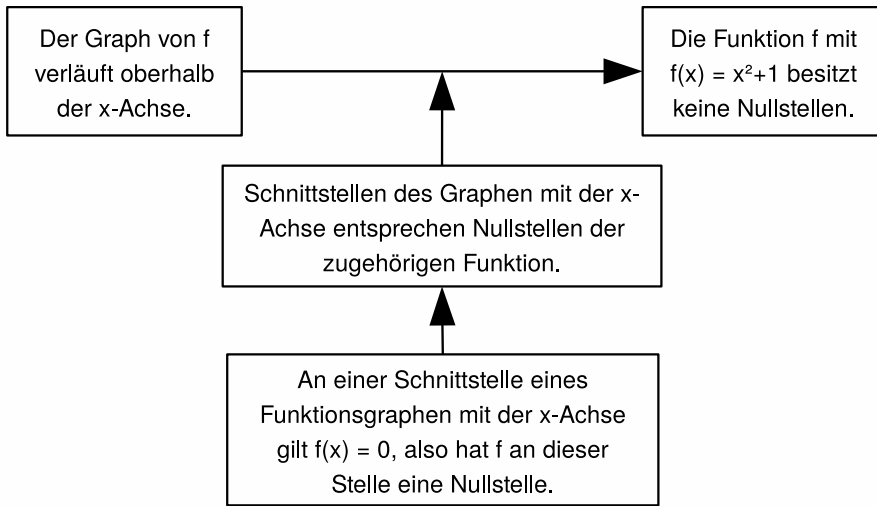 Der Graph von f
verläuft oberhalb
der x-Achse.
Die Funktion f mit
f(x) = x²+1 besitzt
keine Nullstellen.
Schnittstellen des Graphen mit der x-
Achse entsprechen Nullstellen der
zugehörigen Funktion.
An einer Schnittstelle eines
Funktionsgraphen mit der x-Achse
gilt f(x) = 0, also hat f an dieser
Stelle eine Nullstelle.